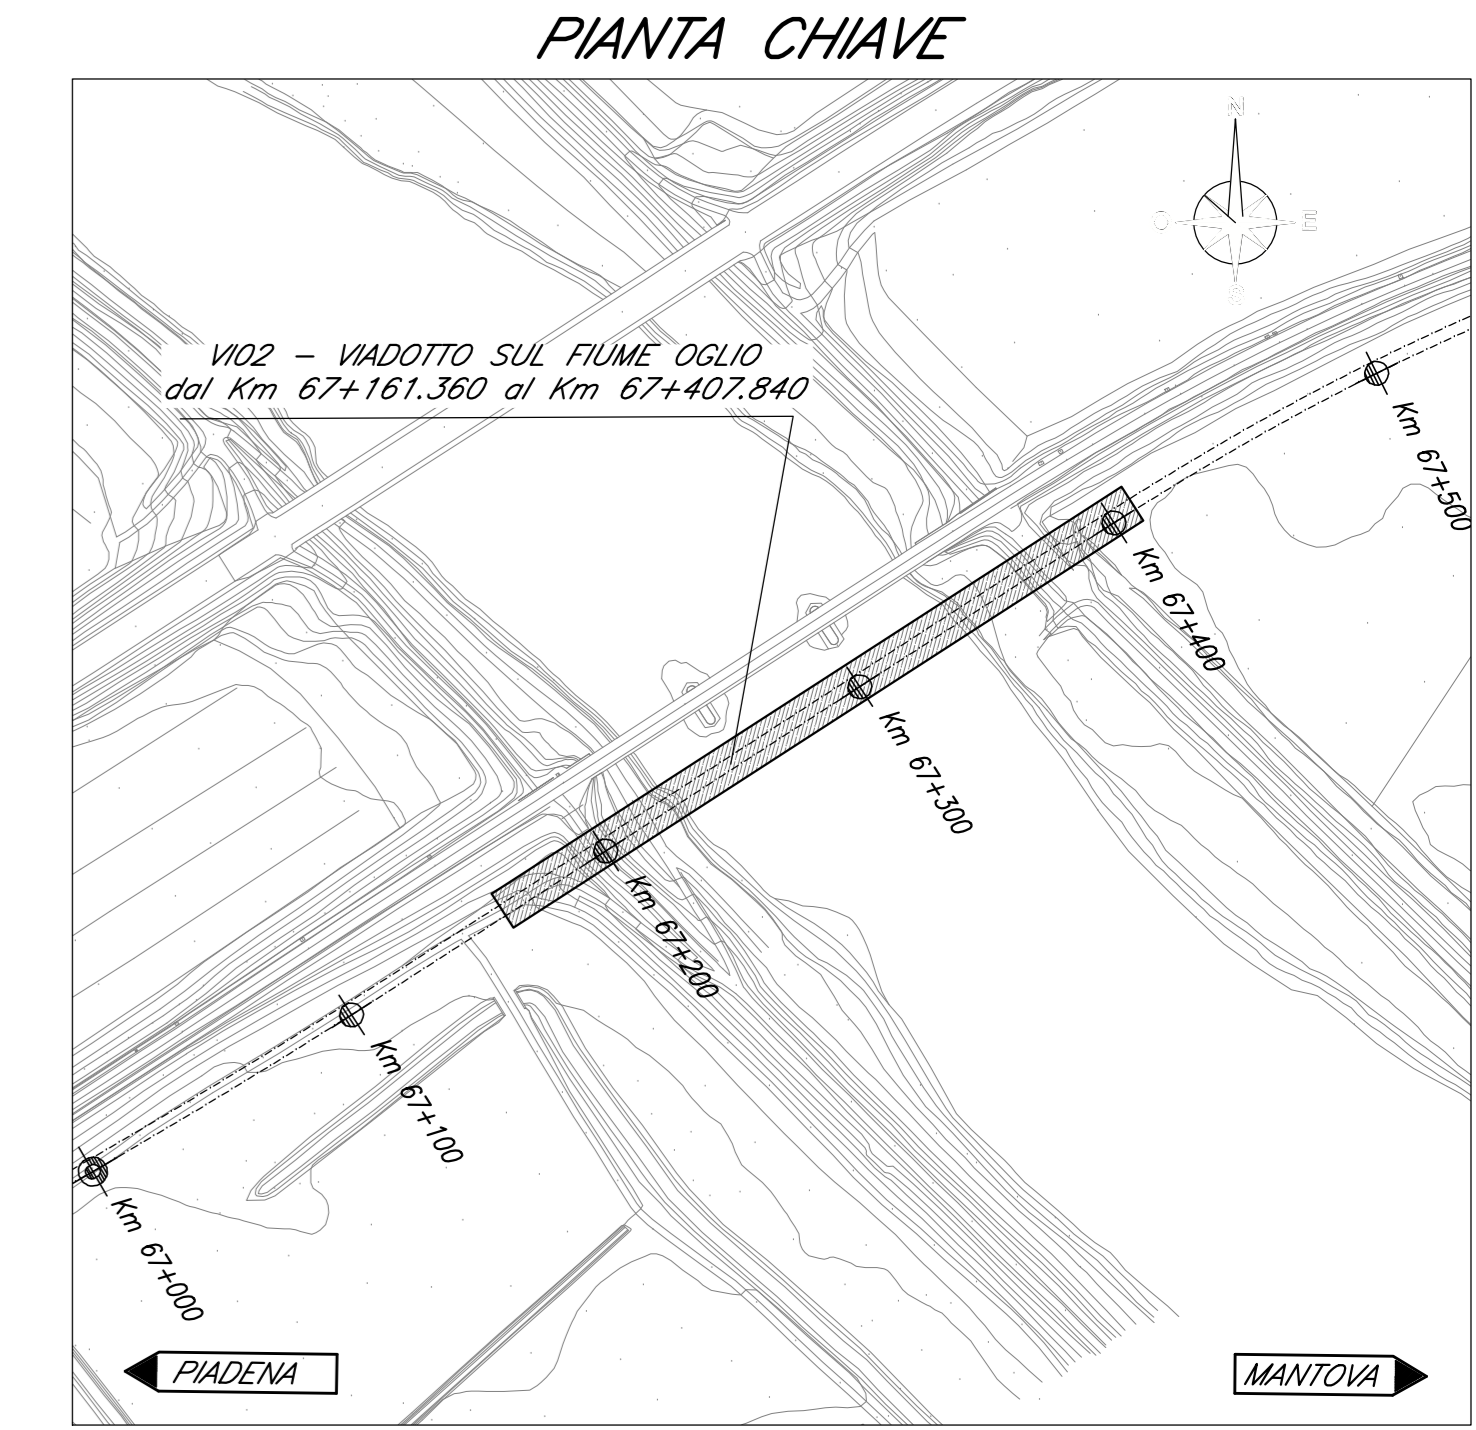 PIANTA CHIAVE
N
O
E
S
VI02 – VIADOTTO SUL FIUME OGLIO
dal Km 67+161.360 al Km 67+407.840
Km 67+500
Km 67+400
Km 67+300
Km 67+200
Km 67+100
Km 67+000
PIADENA
MANTOVA